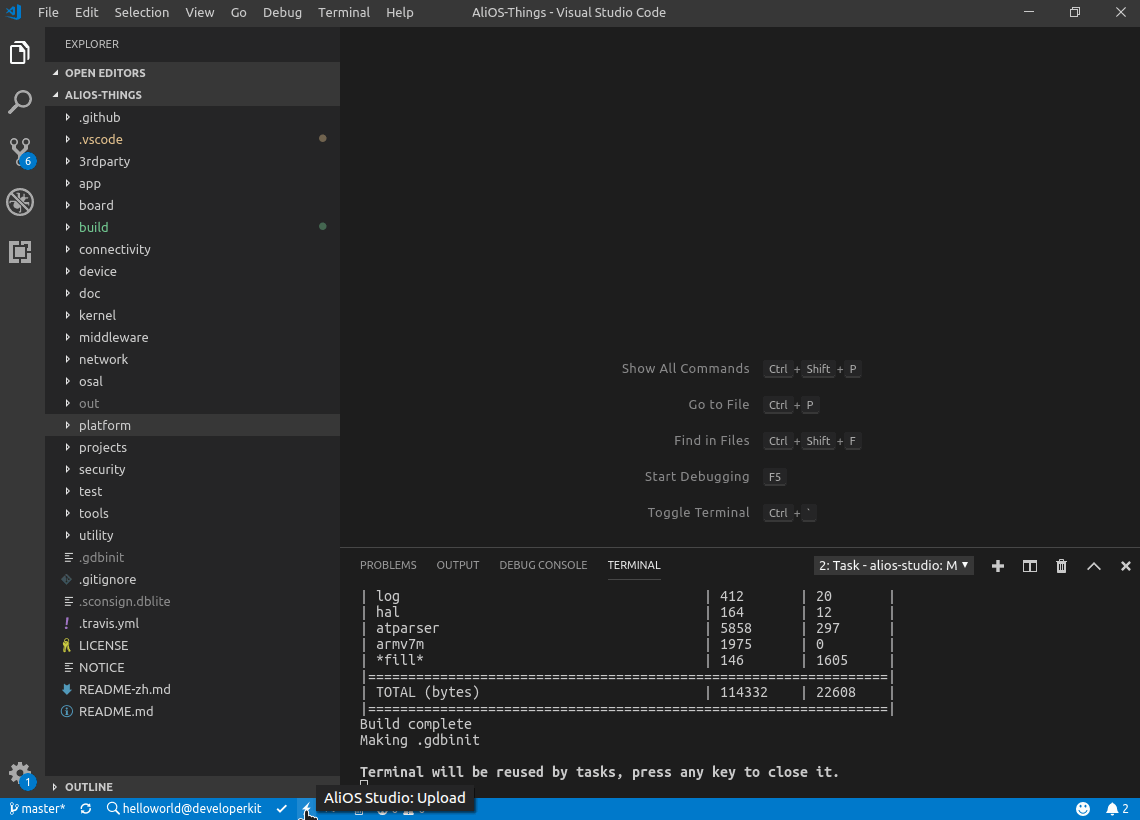 File Edit Selection View Go Debug Terminal Help AliOS-Things - Visual Studio Code
EXPLORER
OPEN EDITORS
ALIOS-THINGS
.github
.vscode
3rdparty
app
board
build
connectivity
device
doc
kernel
middleware
network
osal
out
platform
projects
security
test
tools
utility
.gdbinit
.gitignore
.sconsign.dblite
.travis.yml
LICENSE
NOTICE
README-zh.md
README.md
OUTLINE
6
1
Show All Commands Ctrl + Shift + P
Go to File Ctrl + P
Find in Files Ctrl + Shift + F
Start Debugging F5
Toggle Terminal Ctrl + `
PROBLEMS OUTPUT DEBUG CONSOLE TERMINAL 2: Task - alios-studio: M
| log | 412 | 20 |
| hal | 164 | 12 |
| atparser | 5858 | 297 |
| armv7m | 1975 | 0 |
| *fill* | 146 | 1605 |
|=================================================================|
| TOTAL (bytes) | 114332 | 22608 |
|=================================================================|
Build complete
Making .gdbinit
Terminal will be reused by tasks, press any key to close it.
AliOS Studio: Upload
master* helloworld@developerkit 2